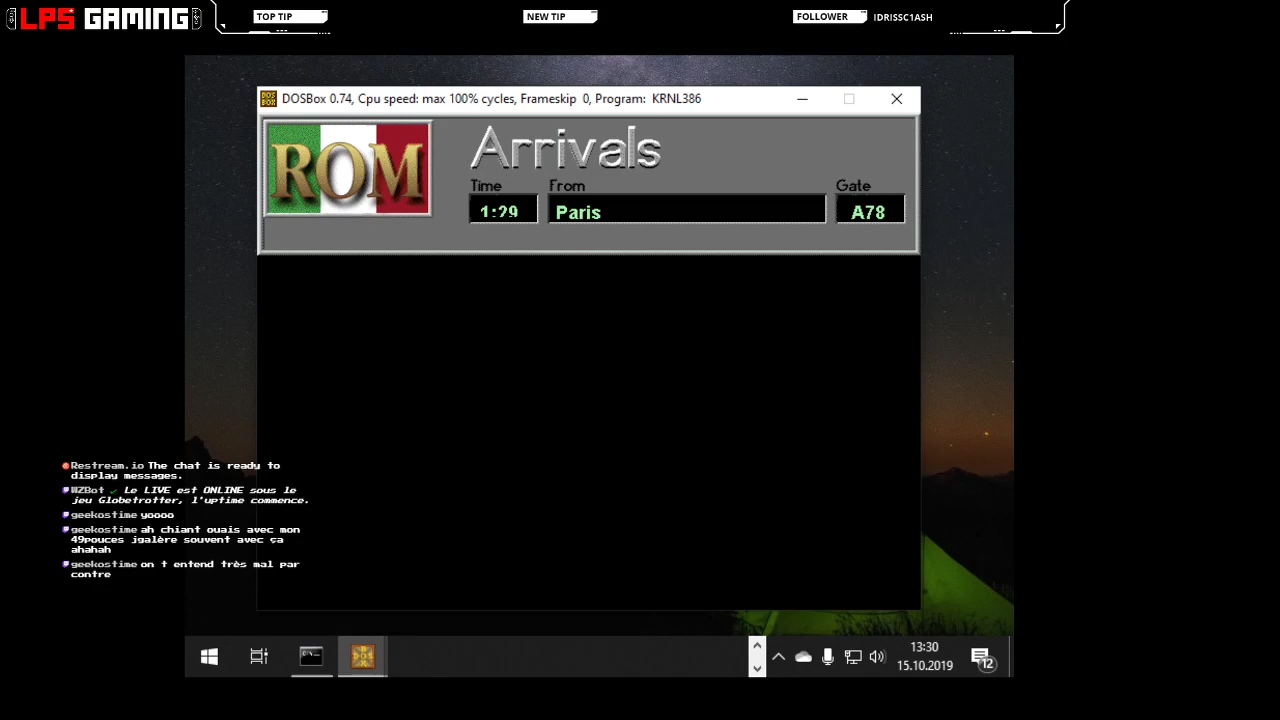 LPS GAMING
TOP TIP
NEW TIP
FOLLOWER IDRISSC1ASH
DOSBox 0.74, Cpu speed: max 100% cycles, Frameskip 0, Program: KRNL386
ROM
Arrivals
Time From Gate
1:29 Paris A78
Restream.io The chat is ready to
display messages.
WZBot Le LIVE est ONLINE sous le
jeu Globetrotter, l'uptime commence.
geekostime yoooo
geekostime ah chiant ouais avec mon
49pouces jgalère souvent avec ça
ahahah
geekostime on t entend très mal par
contre
13:30
15.10.2019
12